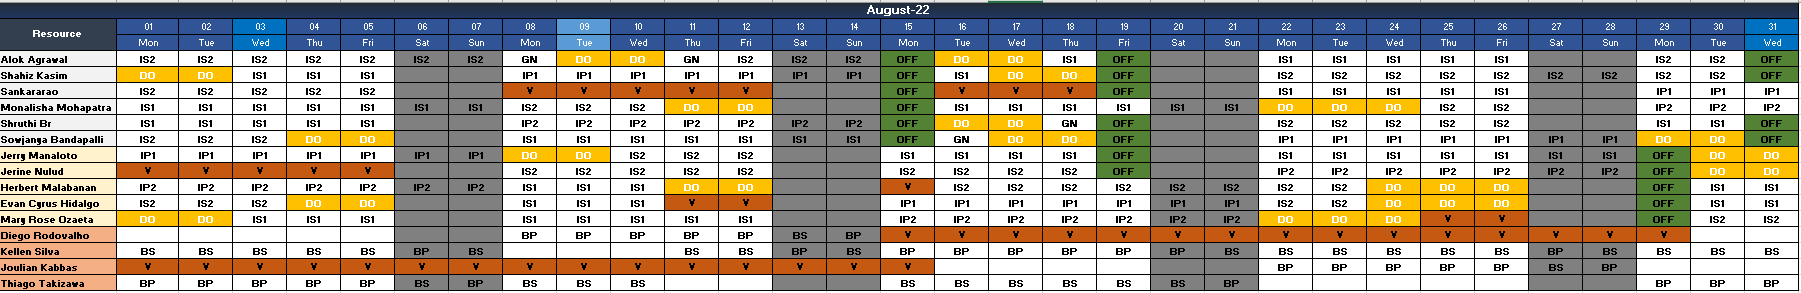 August-22
Resource 01 02 03 04 05 06 07 08 09 10 11 12 13 14 15 16 17 18 19 20 21 22 23 24 25 26 27 28 29 30 31
Mon Tue Wed Thu Fri Sat Sun Mon Tue Wed Thu Fri Sat Sun Mon Tue Wed Thu Fri Sat Sun Mon Tue Wed Thu Fri Sat Sun Mon Tue Wed
Alok Agrawal IS2 IS2 IS2 IS2 IS2 IS2 IS2 GN DO DO GN IS2 OFF DO DO IS1 OFF IS1 IS1 IS1 IS1 IS1 IS2 IS2 OFF
Shahiz Kasim DO DO IS1 IS1 IS1 IP1 IP1 IP1 IP1 IP1 IP1 IP1 OFF IS1 DO DO OFF IS2 IS2 IS2 IS2 IS2 IS2 IS2 IS2 IS2 OFF
Sankararao IS2 IS2 IS2 IS2 IS2 V V V V V OFF V V V OFF IS1 IS1 IS1 IS1 IS1 IP1 IP1 IP1
Monalisha Mohapatra IS1 IS1 IS1 IS1 IS1 IS1 IS1 IS2 IS2 IS2 DO DO OFF IS1 IS1 IS1 IS1 IS1 IS1 DO DO DO IS2 IS2 IP2 IP2 IP2
Shruthi Br IS1 IS1 IS1 IS1 IS1 IP2 IP2 IP2 IP2 IP2 IP2 IP2 OFF DO DO GN OFF IS2 IS2 IS2 IS2 IS2 IS1 IS1 OFF
Sowjanya Bandapalli IS2 IS2 IS2 DO DO IS1 IS1 IS1 IS1 IS1 IS1 IS1 OFF GN DO DO OFF IP1 IP1 IP1 IP1 IP1 IP1 IP1 DO DO OFF
Jerry Manaloto IP1 IP1 IP1 IP1 IP1 IP1 IP1 DO DO IS2 IS2 IS2 IS1 IS1 IS1 IS1 OFF IS1 IS1 IS1 IS1 IS1 IS1 IS1 OFF DO DO
Jerine Nulud V V V V V IS2 IS2 IS2 IS2 IS2 IS2 IS2 IS2 IS2 OFF IP2 IP2 IP2 IP2 IP2 IP2 IP2 OFF DO DO
Herbert Malabanan IP2 IP2 IP2 IP2 IP2 IP2 IP2 IS1 IS1 IS1 DO DO V IS2 IS2 IS2 IS2 IS2 IS2 IS2 IS2 DO DO DO OFF IS1 IS1
Evan Cyrus Hidalgo IS2 IS2 IS2 DO DO IS1 IS1 IS1 V V IP1 IP1 IP1 IP1 IP1 IP1 IP1 IS2 IS2 DO DO DO OFF IS1 IS1
Mary Rose Ozaeta DO DO IS1 IS1 IS1 IS1 IS1 IS1 IS1 IS1 IP2 IP2 IP2 IP2 IP2 IP2 IP2 DO DO DO V V OFF IS2 IS2
Diego Rodovalho BP BP BP BP BP BS BP V V V V V V V V V V V V V V V
Kellen Silva BS BS BS BS BS BP BS BS BS BS BP BS BP BP BP BP BP BP BP BS BS BS BS BS BP BS BS BS BS
Joulian Kabbas V V V V V V V V V V V V V V V BP BP BP BP BP BS BP
Thiago Takizawa BP BP BP BP BP BS BP BS BS BS BS BS BS BS BS BS BS BP BP BP